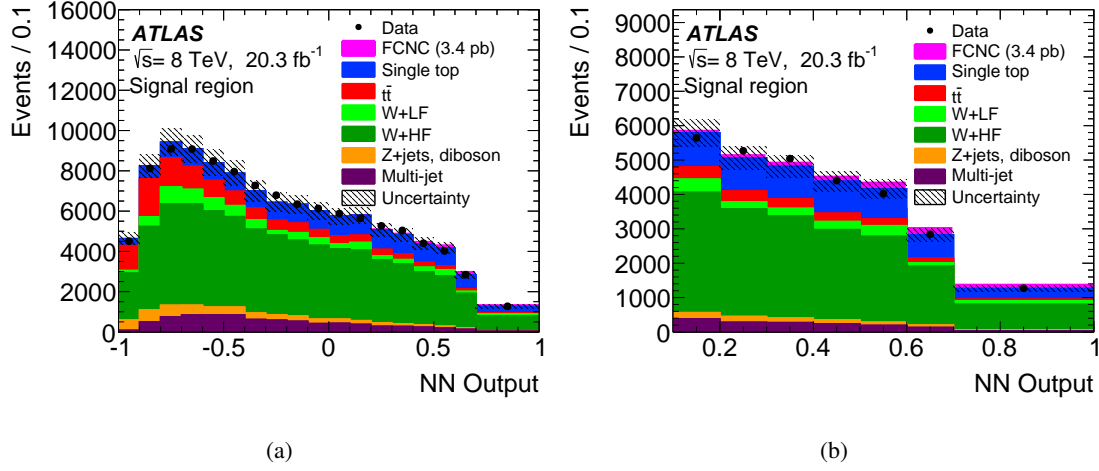 Events / 0.1
16000
14000
12000
10000
8000
6000
4000
2000
0
ATLAS
√s= 8 TeV, 20.3 fb-1
Signal region
Data
FCNC (3.4 pb)
Single top
tt̄
W+LF
W+HF
Z+jets, diboson
Multi-jet
Uncertainty
-1 -0.5 0 0.5 1
NN Output
(a)
Events / 0.1
9000
8000
7000
6000
5000
4000
3000
2000
1000
0
ATLAS
√s= 8 TeV, 20.3 fb-1
Signal region
Data
FCNC (3.4 pb)
Single top
tt̄
W+LF
W+HF
Z+jets, diboson
Multi-jet
Uncertainty
0.2 0.4 0.6 0.8 1
NN Output
(b)